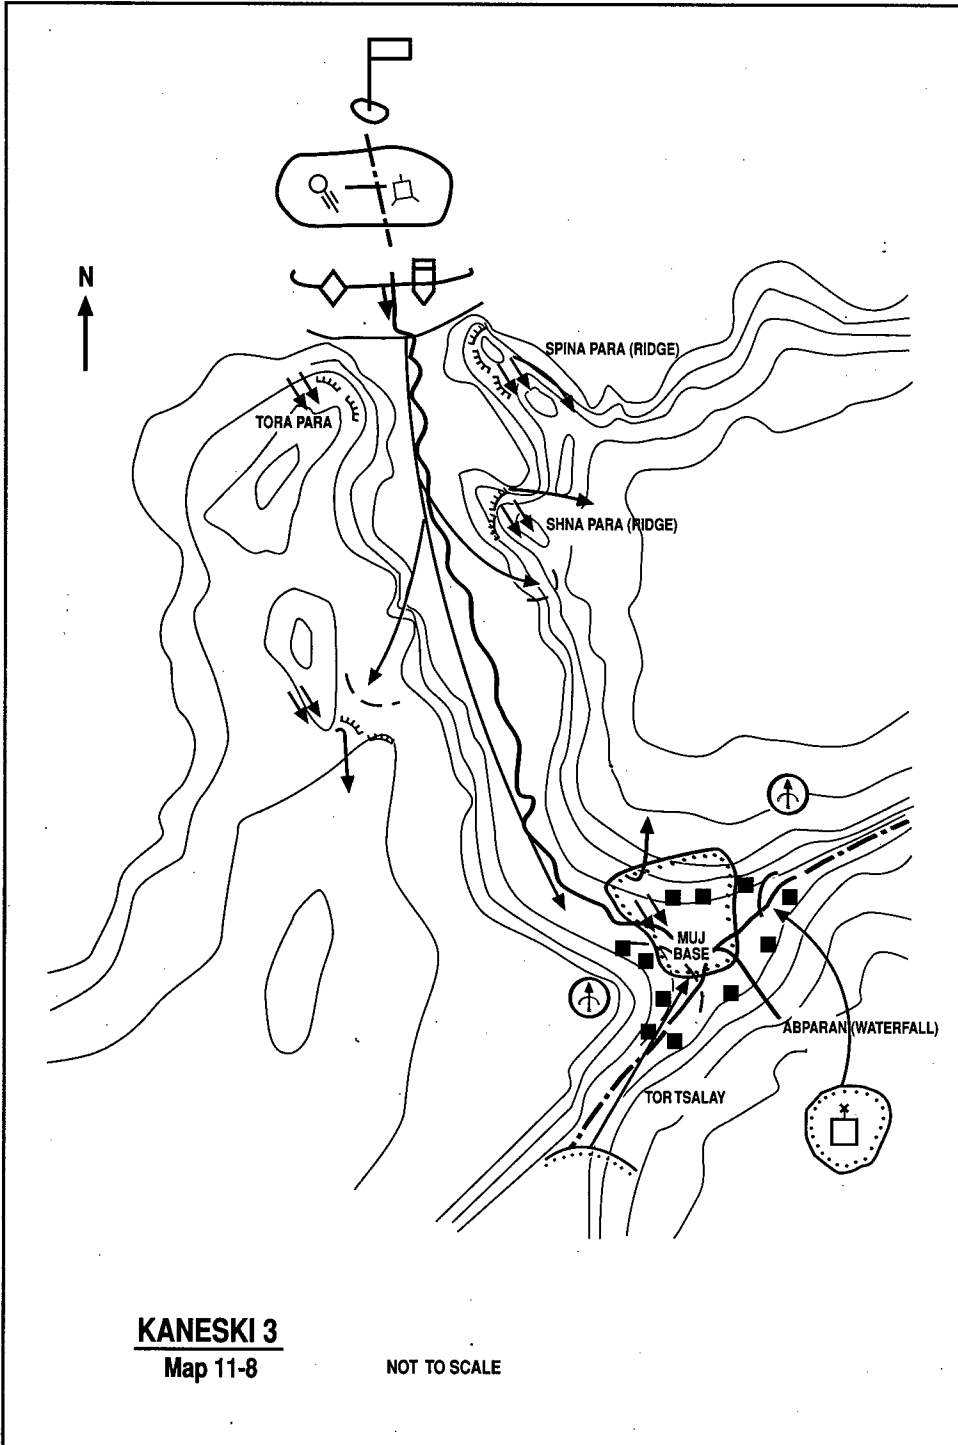 N
SPINA PARA (RIDGE)
TORA PARA
SHNA PARA (RIDGE)
MUJ
BASE
ABPARAN (WATERFALL)
TOR TSALAY
KANESKI 3
Map 11-8
NOT TO SCALE